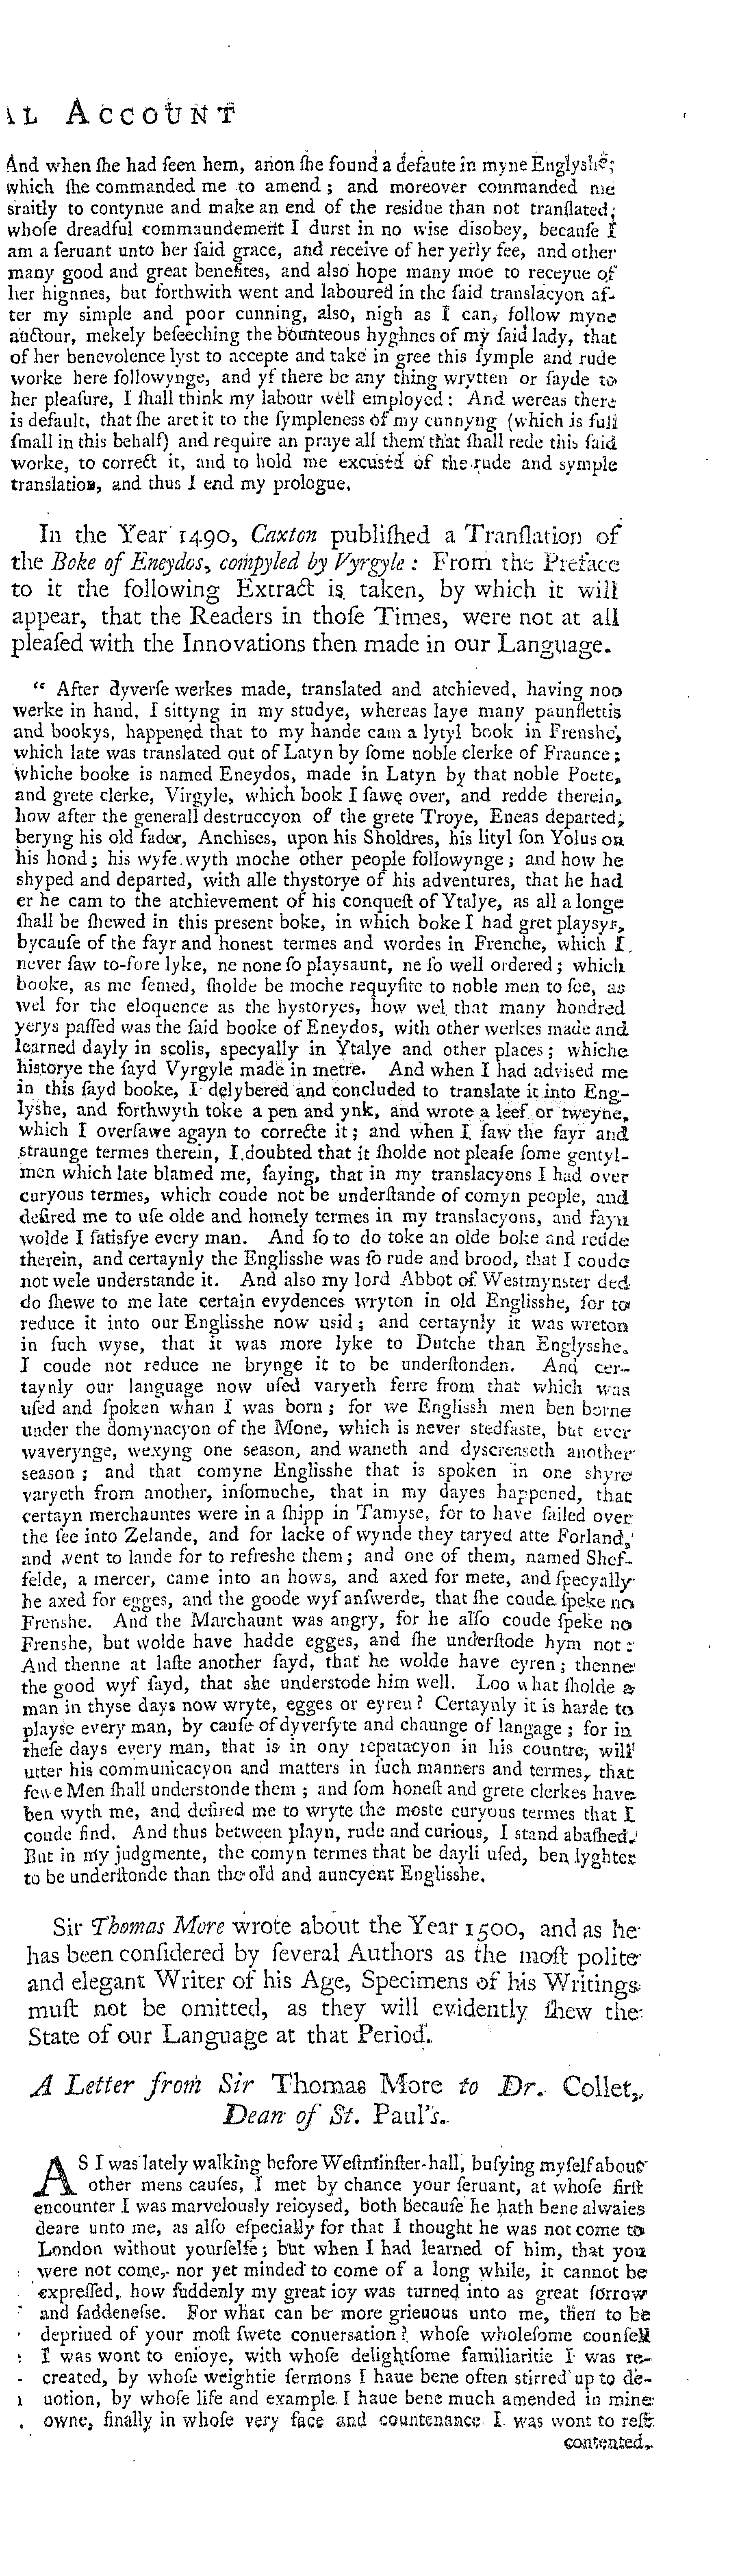 AL ACCOUNT
And when ſhe had ſeen hem, anon ſhe found a defaute in myne Englyshe;
which ſhe commanded me to amend; and moreover commanded me
sraitly to contynue and make an end of the residue than not tranſlated;
whoſe dreadful commaundement I durst in no wise disobey, becauſe I
am a ſeruant unto her ſaid grace, and receive of her yerly fee, and other
many good and great benefites, and also hope many moe to receyue of
her hignnes, but forthwith went and laboured in the ſaid translacyon af-
ter my simple and poor cunning, also, nigh as I can, follow myne
auctour, mekely beſeeching the bounteous hyghnes of my ſaid lady, that
of her benevolence lyst to accepte and take in gree this ſymple and rude
worke here followynge, and yf there be any thing wrytten or ſayde to
her pleaſure, I ſhall think my labour well employed: And wereas there
is default, that ſhe aret it to the ſympleness of my cunnyng (which is full
ſmall in this behalf) and require an praye all them that ſhall rede this ſaid
worke, to correct it, and to hold me excused of the rude and symple
translation, and thus I end my prologue.
In the Year 1490, Caxton publiſhed a Tranſlation of
the Boke of Eneydos, compyled by Vyrgyle: From the Preface
to it the following Extract is taken, by which it will
appear, that the Readers in thoſe Times, were not at all
pleaſed with the Innovations then made in our Language.
“ After dyverſe werkes made, translated and atchieved, having noo
werke in hand, I sittyng in my studye, whereas laye many paunflettis
and bookys, happened that to my hande cam a lytyl book in Frenshe,
which late was translated out of Latyn by ſome noble clerke of Fraunce;
whiche booke is named Eneydos, made in Latyn by that noble Poete,
and grete clerke, Virgyle, which book I ſawe over, and redde therein,
how after the generall destruccyon of the grete Troye, Eneas departed,
beryng his old fader, Anchises, upon his Sholdres, his lityl ſon Yolus on
his hond; his wyfe wyth moche other people followynge; and how he
shyped and departed, with alle thystorye of his adventures, that he had
er he cam to the atchievement of his conqueſt of Ytalye, as all a longe
ſhall be ſhewed in this present boke, in which boke I had gret playsyr,
bycauſe of the fayr and honest termes and wordes in Frenche, which I
never ſaw to-fore lyke, ne none ſo playsaunt, ne ſo well ordered; which
booke, as me ſemed, ſholde be moche requyſite to noble men to ſee, as
wel for the eloquence as the hystoryes, how wel that many hondred
yerys paſſed was the ſaid booke of Eneydos, with other werkes made and
learned dayly in scolis, specyally in Ytalye and other places; whiche
historye the ſayd Vyrgyle made in metre. And when I had advised me
in this ſayd booke, I delybered and concluded to translate it into Eng-
lyshe, and forthwyth toke a pen and ynk, and wrote a leef or tweyne,
which I overſawe agayn to correcte it; and when I ſaw the fayr and
straunge termes therein, I doubted that it ſholde not pleaſe ſome gentyl-
men which late blamed me, ſaying, that in my translacyons I had over
curyous termes, which coude not be underſtande of comyn people, and
deſired me to uſe olde and homely termes in my translacyons, and fayn
wolde I ſatisfye every man. And ſo to do toke an olde boke and redde
therein, and certaynly the Englisshe was ſo rude and brood, that I coude
not wele understande it. And also my lord Abbot of Westmynster ded
do ſhewe to me late certain evydences wryton in old Englisshe, for to
reduce it into our Englisshe now usid; and certaynly it was wreton
in ſuch wyse, that it was more lyke to Dutche than Englysshe.
I coude not reduce ne brynge it to be underſtonden. And cer-
taynly our language now uſed varyeth ferre from that which was
uſed and ſpoken whan I was born; for we Englissh men ben borne
under the domynacyon of the Mone, which is never stedfaste, but ever
waverynge, wexyng one season, and waneth and dyscreaseth another
season; and that comyne Englisshe that is spoken in one shyre
varyeth from another, inſomuche, that in my dayes happened, that
certayn merchauntes were in a ſhipp in Tamyse, for to have ſailed over
the ſee into Zelande, and for lacke of wynde they taryed atte Forland,
and went to lande for to refreshe them; and one of them, named Shef-
felde, a mercer, came into an hows, and axed for mete, and ſpecyally
he axed for egges, and the goode wyf anſwerde, that ſhe coude ſpeke no
Frenshe. And the Marchaunt was angry, for he alſo coude ſpeke no
Frenshe, but wolde have hadde egges, and ſhe underſtode hym not:
And thenne at laſte another ſayd, that he wolde have eyren; thenne
the good wyf ſayd, that she understode him well. Loo what ſholde a
man in thyse days now wryte, egges or eyren? Certaynly it is harde to
playse every man, by cauſe of dyverſyte and chaunge of langage; for in
theſe days every man, that is in ony reputacyon in his countre, will
utter his communicacyon and matters in ſuch manners and termes, that
fewe Men ſhall understonde them; and ſom honeſt and grete clerkes have
ben wyth me, and deſired me to wryte the moste curyous termes that I
coude find. And thus between playn, rude and curious, I stand abaſhed.
But in my judgmente, the comyn termes that be dayli uſed, ben lyghter
to be underſtonde than the old and auncyent Englisshe.
Sir Thomas More wrote about the Year 1500, and as he
has been conſidered by ſeveral Authors as the moſt polite
and elegant Writer of his Age, Specimens of his Writings
muſt not be omitted, as they will evidently ſhew the
State of our Language at that Period.
A Letter from Sir Thomas More to Dr. Collet,
Dean of St. Paul's.
AS I was lately walking before Weſtminſter-hall, buſying myſelf about
other mens cauſes, I met by chance your ſeruant, at whoſe firſt
encounter I was marvelously reioysed, both becauſe he hath bene alwaies
deare unto me, as alſo eſpecially for that I thought he was not come to
London without yourſelfe; but when I had learned of him, that you
were not come, nor yet minded to come of a long while, it cannot be
expreſſed, how ſuddenly my great ioy was turned into as great ſorrow
and ſaddeneſse. For what can be more grieuous unto me, then to be
depriued of your moſt ſwete conuersation? whoſe wholeſome counſell
I was wont to enioye, with whoſe delightſome familiaritie I was re-
created, by whoſe weightie ſermons I haue bene often stirred up to de-
uotion, by whoſe life and example I haue bene much amended in mine
owne, finally in whoſe very face and countenance I was wont to reſt
contented.